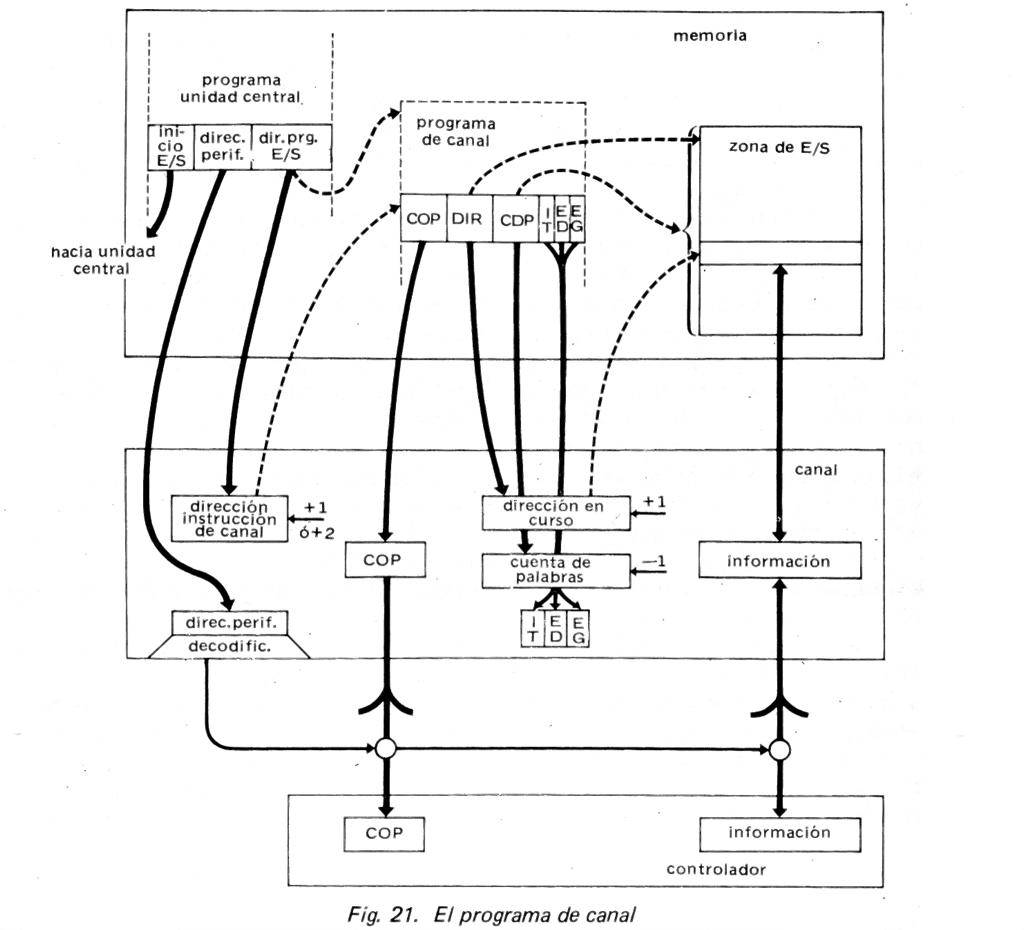 memoria
programa
unidad central
ini-
cio
E/S
direc.
perif.
dir. prg.
E/S
hacia unidad
central
programa
de canal
COP
DIR
CDP
I
T
E
D
E
G
zona de E/S
canal
dirección
instrucción
de canal
+1
ó+2
COP
dirección en
curso
+1
cuenta de
palabras
—1
I
T
E
D
E
G
información
direc.perif.
decodific.
COP
información
controlador
Fig. 21. El programa de canal